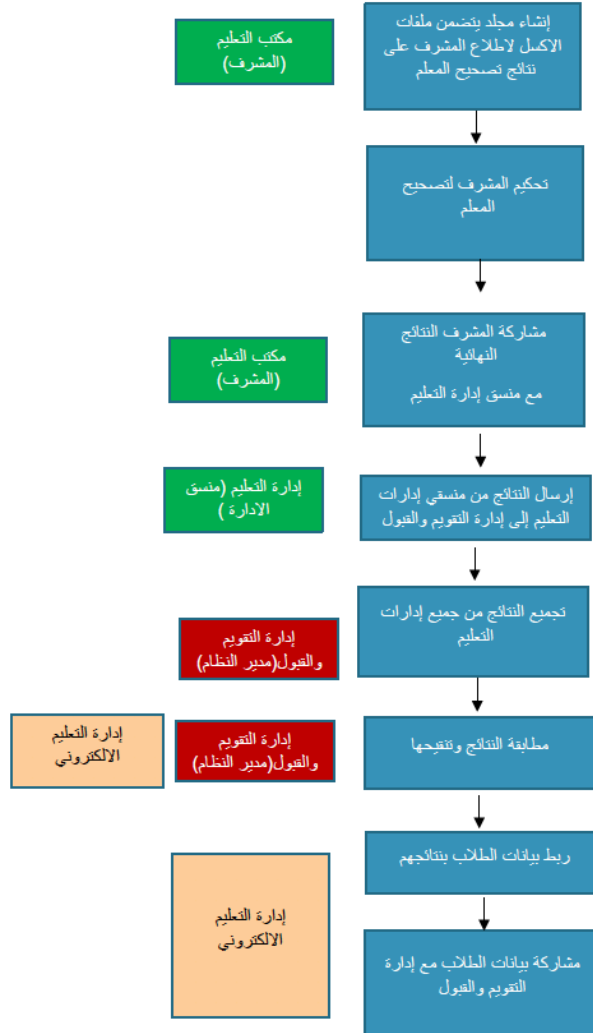 إنشاء مجلد يتضمن ملفات
الاكسل لاطلاع المشرف على
نتائج تصحيح المعلم
مكتب التعليم
(المشرف)
تحكيم المشرف لتصحيح
المعلم
مشاركة المشرف النتائج
النهائية
مع منسق إدارة التعليم
مكتب التعليم
(المشرف)
إرسال النتائج من منسقي إدارات
التعليم إلى إدارة التقويم والقبول
إدارة التعليم (منسق
الادارة )
تجميع النتائج من جميع إدارات
التعليم
إدارة التقويم
والقبول(مدير النظام)
مطابقة النتائج وتنقيحها
إدارة التقويم
والقبول(مدير النظام)
إدارة التعليم
الالكتروني
ربط بيانات الطلاب بنتائجهم
إدارة التعليم
الالكتروني
مشاركة بيانات الطلاب مع إدارة
التقويم والقبول